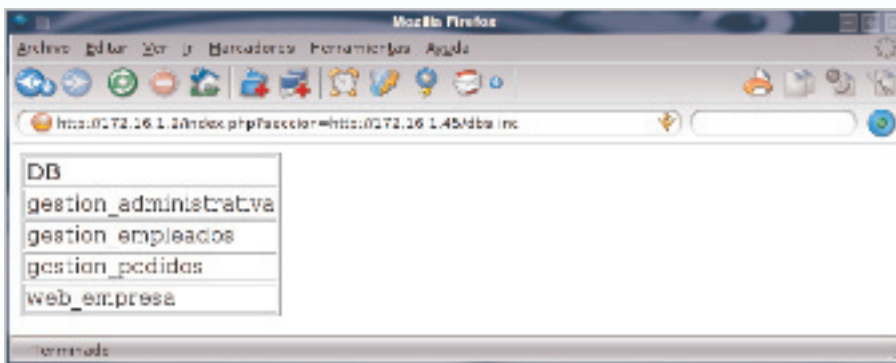 Mozilla Firefox
Archivo Editar Ver Ir Marcadores Herramientas Ayuda
http://172.16.1.2/index.php?seccion=http://172.16.1.45/dbs.inc
DB
gestion_administrativa
gestion_empleados
gestion_pedidos
web_empresa
Terminado